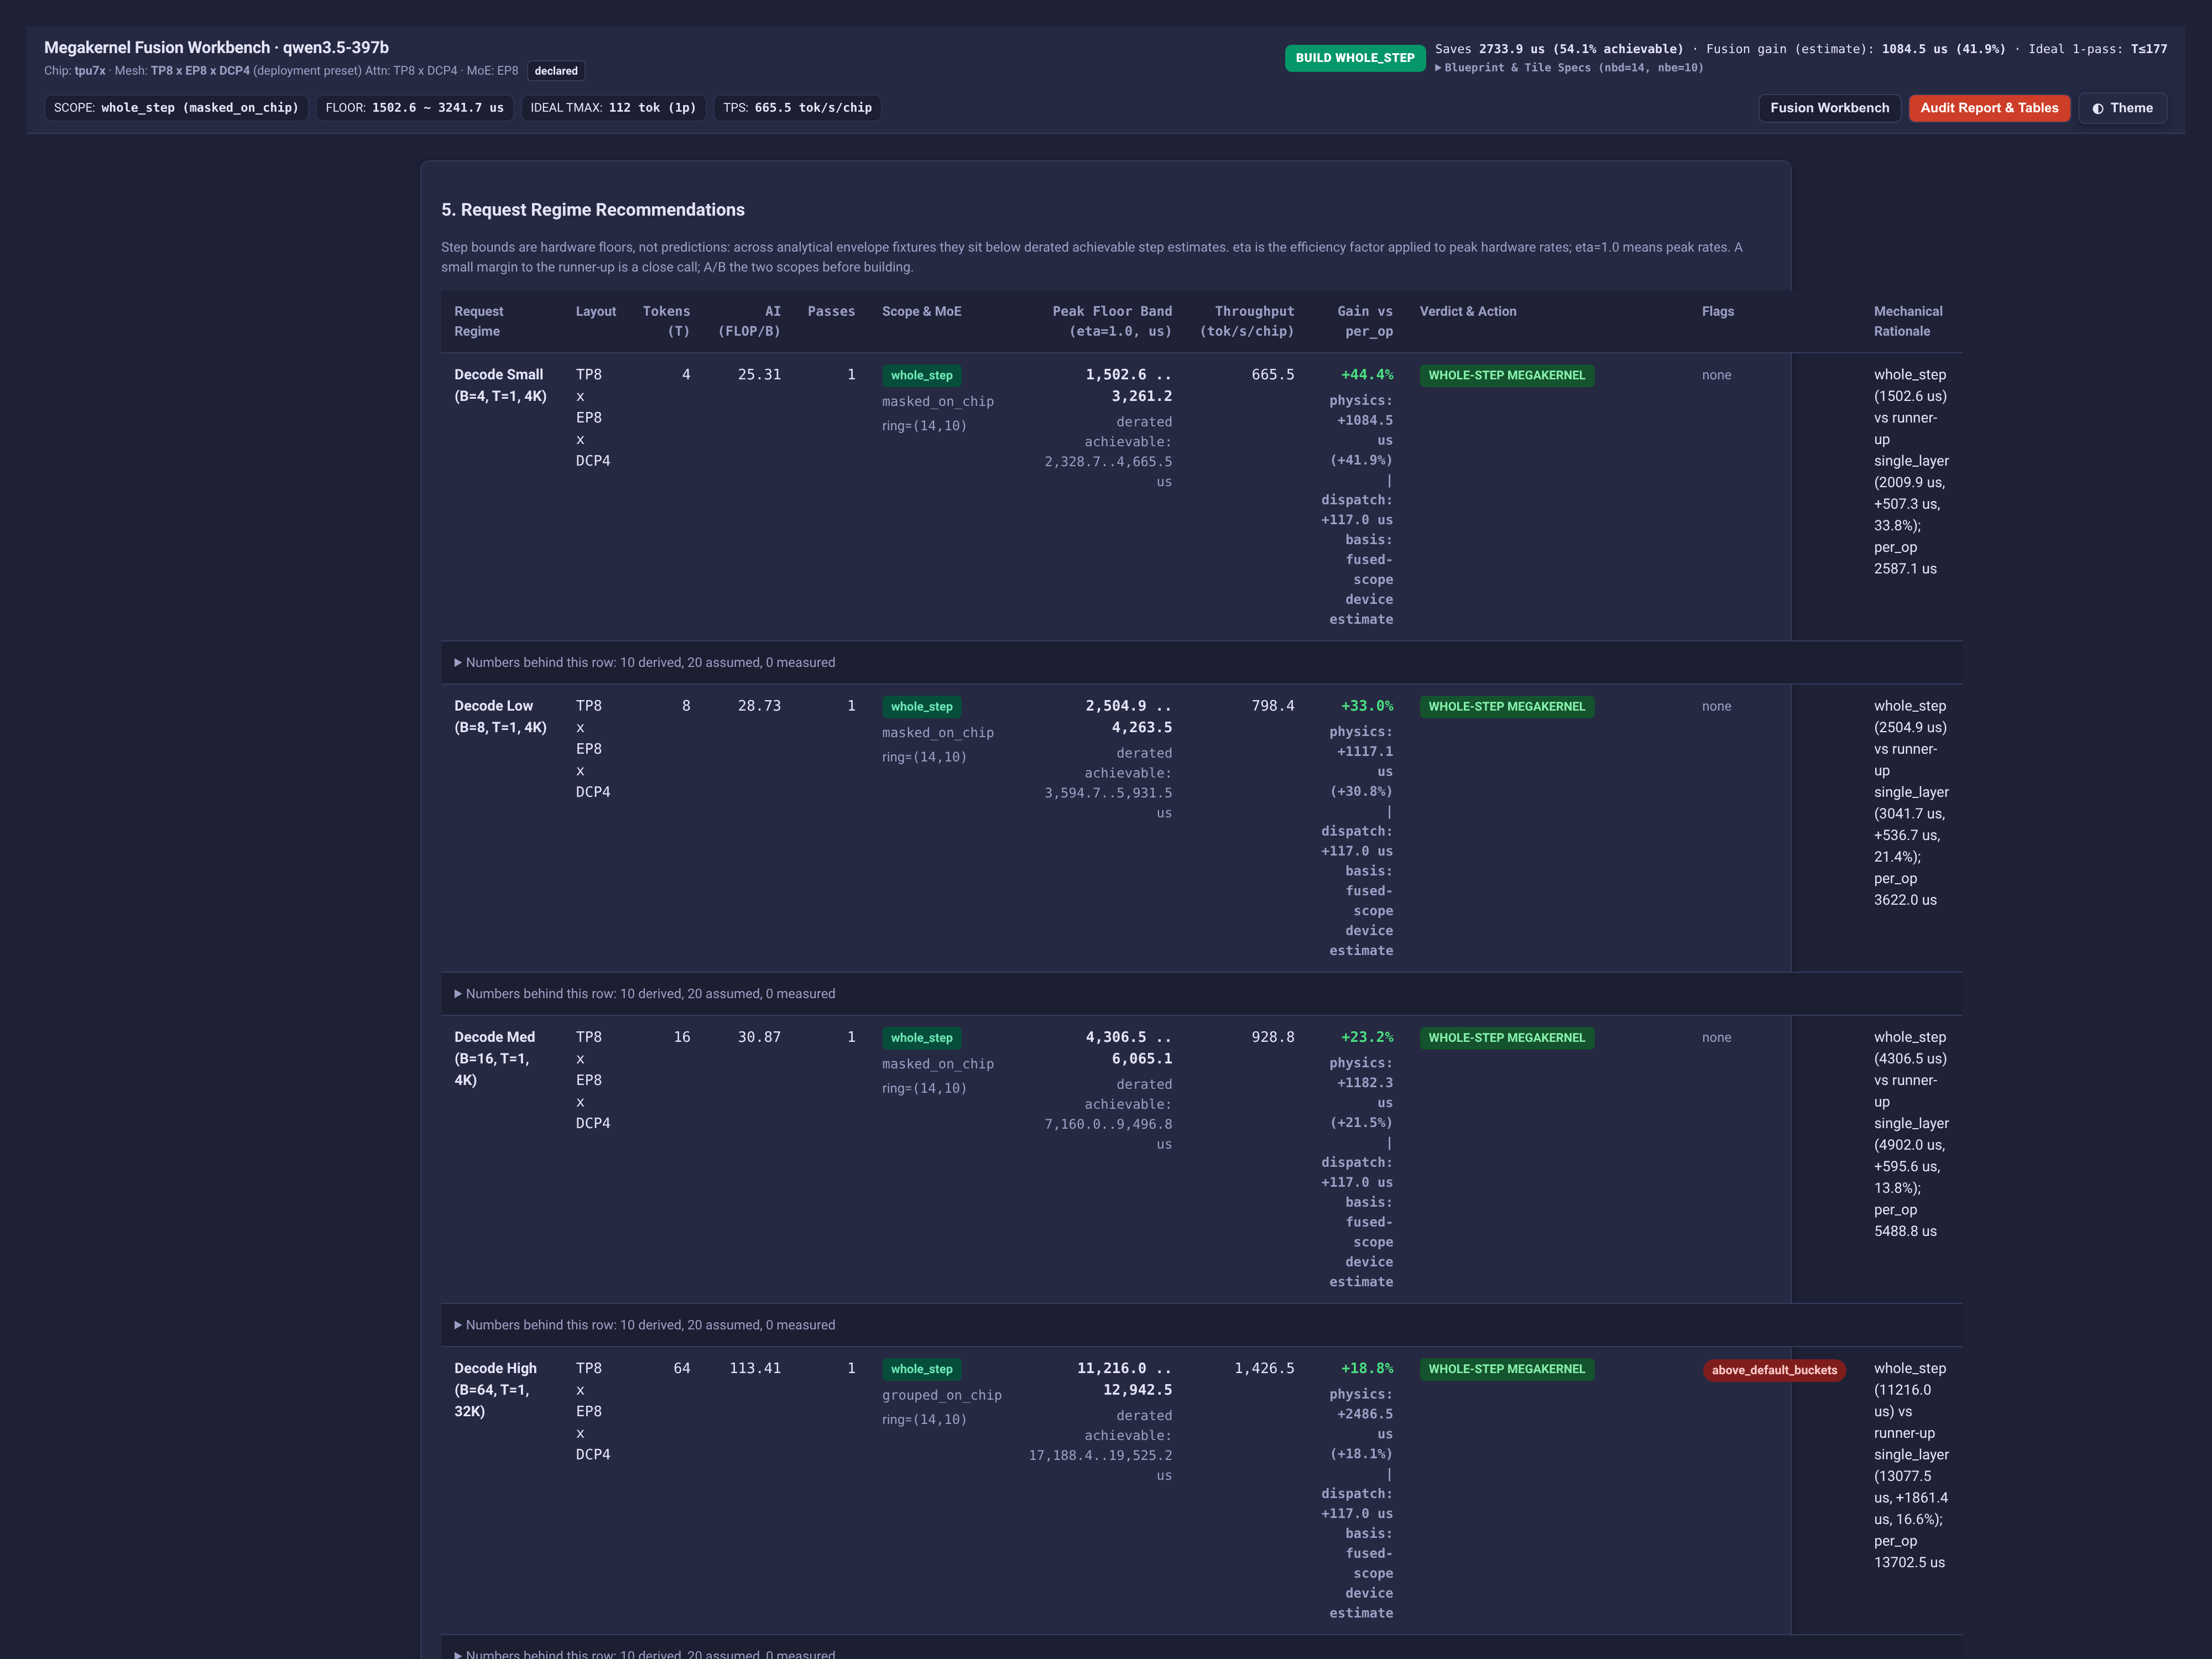 Megakernel Fusion Workbench · qwen3.5-397b
Chip: tpu7x · Mesh: TP8 x EP8 x DCP4 (deployment preset) Attn: TP8 x DCP4 · MoE: EP8 declared
BUILD WHOLE_STEP
Saves 2733.9 us (54.1% achievable) · Fusion gain (estimate): 1084.5 us (41.9%) · Ideal 1-pass: T≤177
▶ Blueprint & Tile Specs (nbd=14, nbe=10)
SCOPE: whole_step (masked_on_chip)
FLOOR: 1502.6 ~ 3241.7 us
IDEAL TMAX: 112 tok (1p)
TPS: 665.5 tok/s/chip
Fusion Workbench
Audit Report & Tables
◐ Theme
5. Request Regime Recommendations
Step bounds are hardware floors, not predictions: across analytical envelope fixtures they sit below derated achievable step estimates. eta is the efficiency factor applied to peak hardware rates; eta=1.0 means peak rates. A
small margin to the runner-up is a close call; A/B the two scopes before building.
Request
Regime
Layout
Tokens
(T)
AI
(FLOP/B)
Passes
Scope & MoE
Peak Floor Band
(eta=1.0, us)
Throughput
(tok/s/chip)
Gain vs
per_op
Verdict & Action
Flags
Mechanical
Rationale
Decode Small
(B=4, T=1, 4K)
TP8
x
EP8
x
DCP4
4
25.31
1
whole_step
masked_on_chip
ring=(14,10)
1,502.6 ..
3,261.2
derated
achievable:
2,328.7..4,665.5
us
665.5
+44.4%
physics:
+1084.5
us
(+41.9%)
|
dispatch:
+117.0 us
basis:
fused-
scope
device
estimate
WHOLE-STEP MEGAKERNEL
none
whole_step
(1502.6 us)
vs runner-
up
single_layer
(2009.9 us,
+507.3 us,
33.8%);
per_op
2587.1 us
▶ Numbers behind this row: 10 derived, 20 assumed, 0 measured
Decode Low
(B=8, T=1, 4K)
TP8
x
EP8
x
DCP4
8
28.73
1
whole_step
masked_on_chip
ring=(14,10)
2,504.9 ..
4,263.5
derated
achievable:
3,594.7..5,931.5
us
798.4
+33.0%
physics:
+1117.1
us
(+30.8%)
|
dispatch:
+117.0 us
basis:
fused-
scope
device
estimate
WHOLE-STEP MEGAKERNEL
none
whole_step
(2504.9 us)
vs runner-
up
single_layer
(3041.7 us,
+536.7 us,
21.4%);
per_op
3622.0 us
▶ Numbers behind this row: 10 derived, 20 assumed, 0 measured
Decode Med
(B=16, T=1,
4K)
TP8
x
EP8
x
DCP4
16
30.87
1
whole_step
masked_on_chip
ring=(14,10)
4,306.5 ..
6,065.1
derated
achievable:
7,160.0..9,496.8
us
928.8
+23.2%
physics:
+1182.3
us
(+21.5%)
|
dispatch:
+117.0 us
basis:
fused-
scope
device
estimate
WHOLE-STEP MEGAKERNEL
none
whole_step
(4306.5 us)
vs runner-
up
single_layer
(4902.0 us,
+595.6 us,
13.8%);
per_op
5488.8 us
▶ Numbers behind this row: 10 derived, 20 assumed, 0 measured
Decode High
(B=64, T=1,
32K)
TP8
x
EP8
x
DCP4
64
113.41
1
whole_step
grouped_on_chip
ring=(14,10)
11,216.0 ..
12,942.5
derated
achievable:
17,188.4..19,525.2
us
1,426.5
+18.8%
physics:
+2486.5
us
(+18.1%)
|
dispatch:
+117.0 us
basis:
fused-
scope
device
estimate
WHOLE-STEP MEGAKERNEL
above_default_buckets
whole_step
(11216.0
us) vs
runner-up
single_layer
(13077.5
us, +1861.4
us, 16.6%);
per_op
13702.5 us
▶ Numbers behind this row: 10 derived, 20 assumed, 0 measured